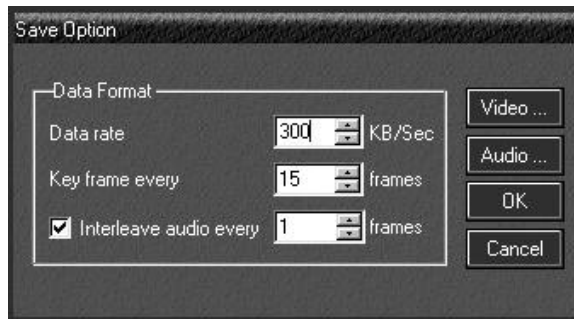 Save Option
Data Format
Data rate 300 KB/Sec
Key frame every 15 frames
Interleave audio every 1 frames
Video ...
Audio ...
OK
Cancel